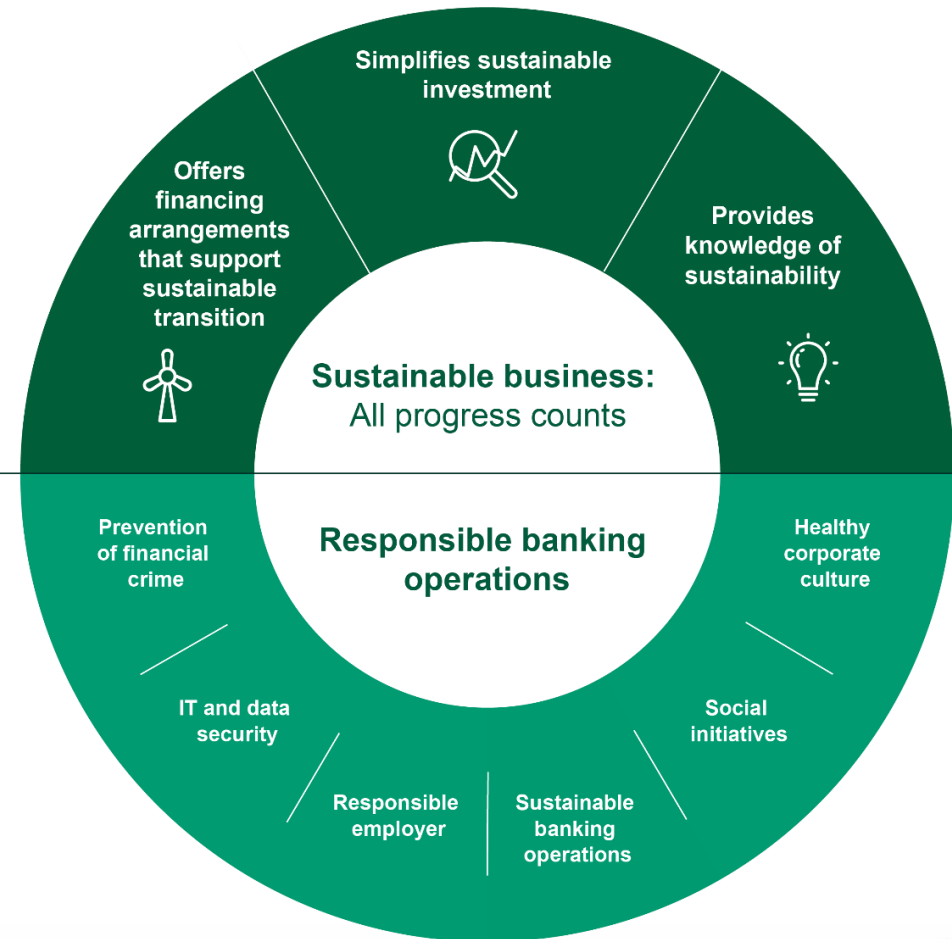 Simplifies sustainable
investment
Offers
financing
arrangements
that support
sustainable
transition
Provides
knowledge of
sustainability
Sustainable business:
All progress counts
Responsible banking
operations
Prevention
of financial
crime
IT and data
security
Responsible
employer
Sustainable
banking
operations
Social
initiatives
Healthy
corporate
culture